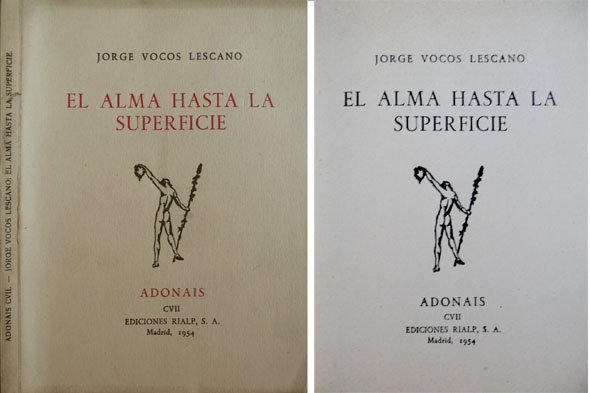 ADONAIS CVII. — JORGE VOCOS LESCANO: EL ALMA HASTA LA SUPERFICIE.
JORGE VOCOS LESCANO
EL ALMA HASTA LA
SUPERFICIE
ADONAIS
CVII
EDICIONES RIALP, S. A.
Madrid, 1954
JORGE VOCOS LESCANO
EL ALMA HASTA LA
SUPERFICIE
ADONAIS
CVII
EDICIONES RIALP, S. A.
Madrid, 1954